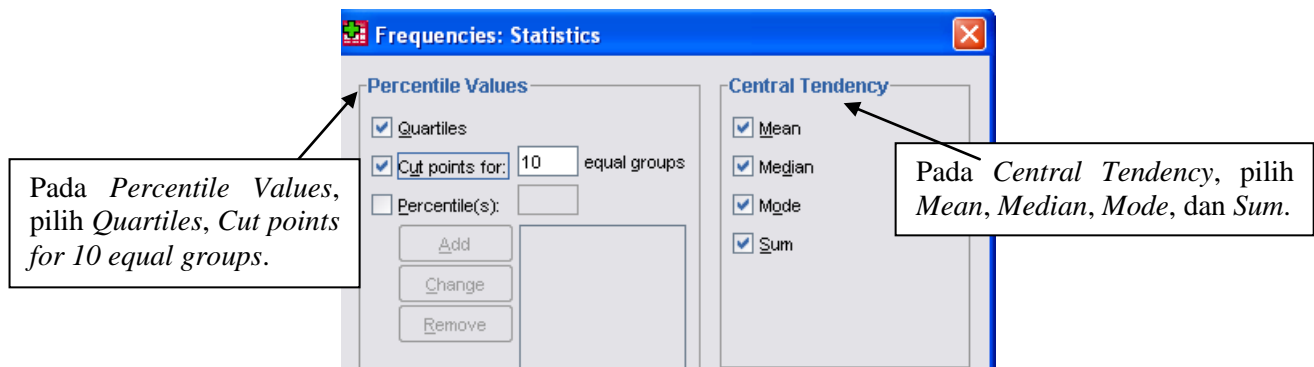 Frequencies: Statistics
Percentile Values
Quartiles
Cut points for: 10 equal groups
Percentile(s):
Add
Change
Remove
Central Tendency
Mean
Median
Mode
Sum
Pada Percentile Values,
pilih Quartiles, Cut points
for 10 equal groups.
Pada Central Tendency, pilih
Mean, Median, Mode, dan Sum.